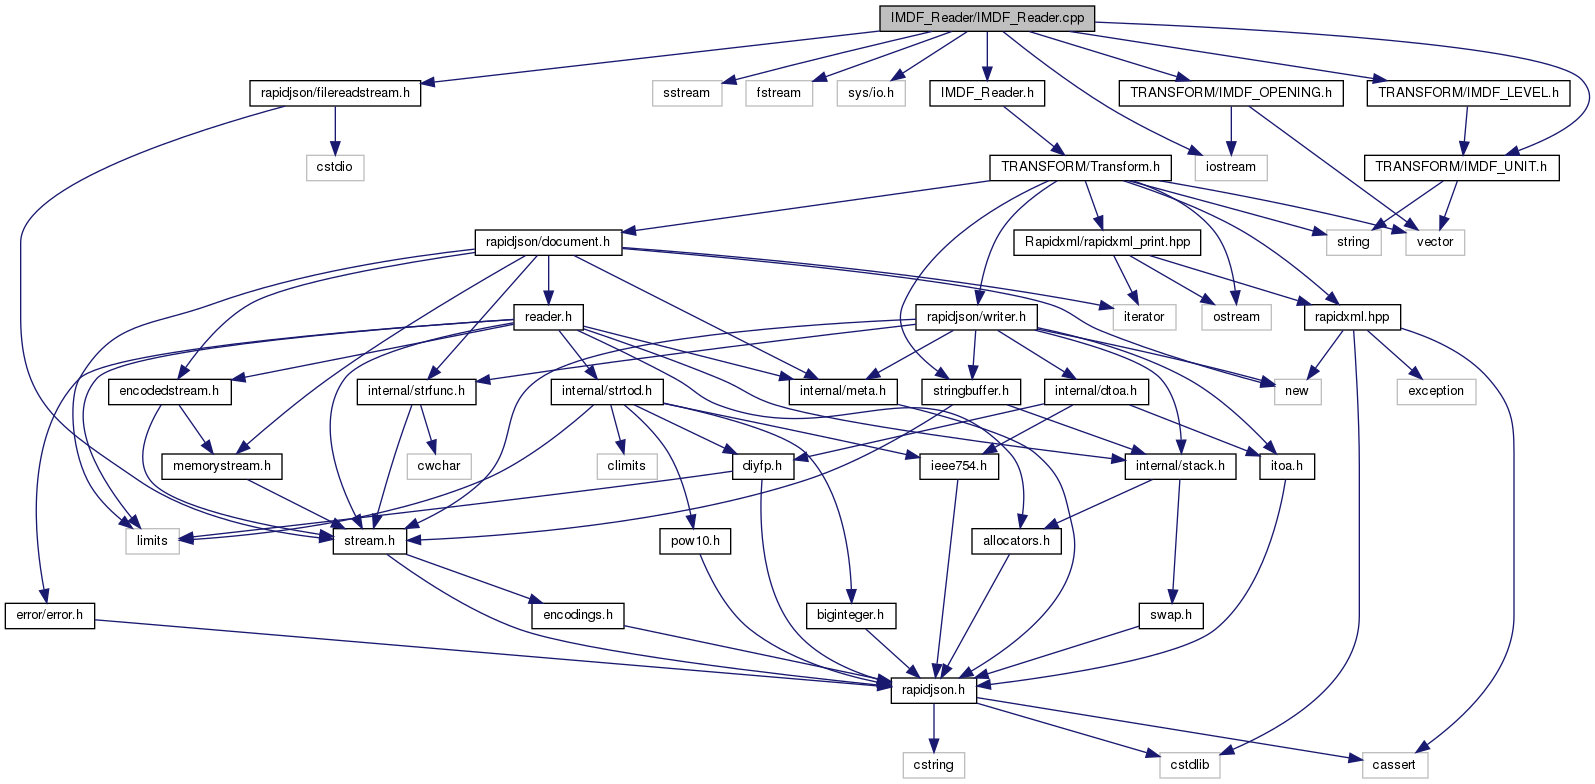 IMDF_Reader/IMDF_Reader.cpp
rapidjson/filereadstream.h
sstream
fstream
sys/io.h
IMDF_Reader.h
TRANSFORM/IMDF_OPENING.h
TRANSFORM/IMDF_LEVEL.h
cstdio
TRANSFORM/Transform.h
iostream
TRANSFORM/IMDF_UNIT.h
rapidjson/document.h
Rapidxml/rapidxml_print.hpp
string
vector
reader.h
rapidjson/writer.h
iterator
ostream
rapidxml.hpp
encodedstream.h
internal/strfunc.h
internal/strtod.h
internal/meta.h
stringbuffer.h
internal/dtoa.h
new
exception
memorystream.h
cwchar
climits
diyfp.h
ieee754.h
internal/stack.h
itoa.h
limits
stream.h
pow10.h
allocators.h
error/error.h
encodings.h
biginteger.h
swap.h
rapidjson.h
cstring
cstdlib
cassert